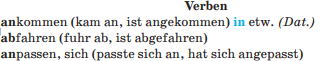 Verben
ankommen (kam an, ist angekommen) in etw. (Dat.)
abfahren (fuhr ab, ist abgefahren)
anpassen, sich (passte sich an, hat sich angepasst)